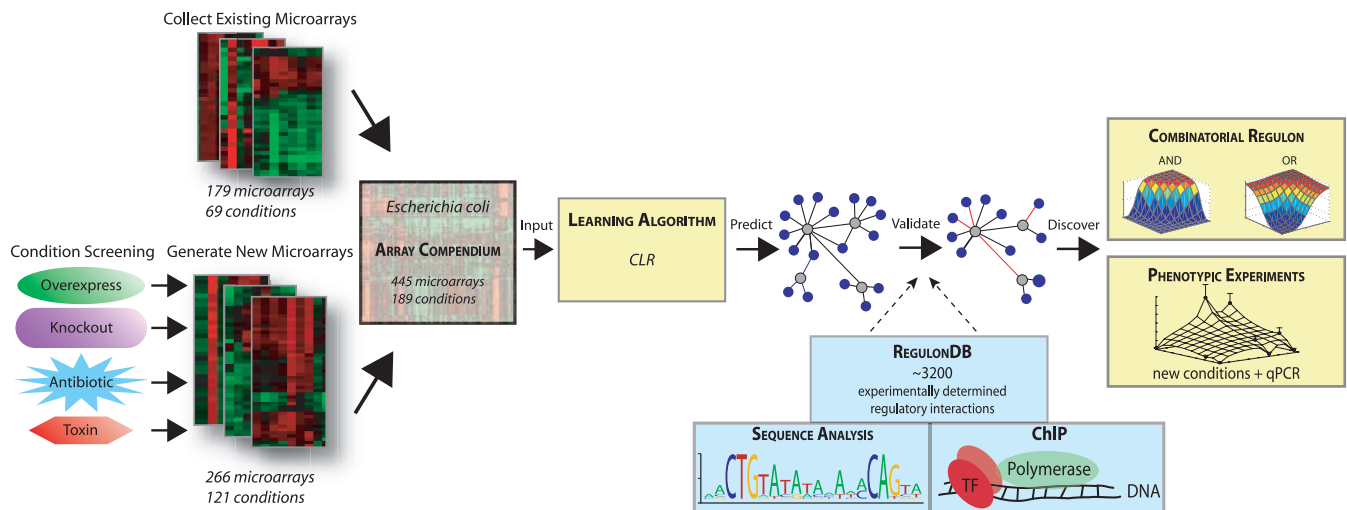 Collect Existing Microarrays
179 microarrays
69 conditions
Condition Screening
Generate New Microarrays
Overexpress
Knockout
Antibiotic
Toxin
266 microarrays
121 conditions
Escherichia coli
ARRAY COMPENDIUM
445 microarrays
189 conditions
Input
LEARNING ALGORITHM
CLR
Predict
Validate
Discover
REGULONDB
~3200
experimentally determined
regulatory interactions
SEQUENCE ANALYSIS
CTGTATATAAACAGTA
ChIP
TF
Polymerase
DNA
COMBINATORIAL REGULON
AND
OR
PHENOTYPIC EXPERIMENTS
new conditions + qPCR